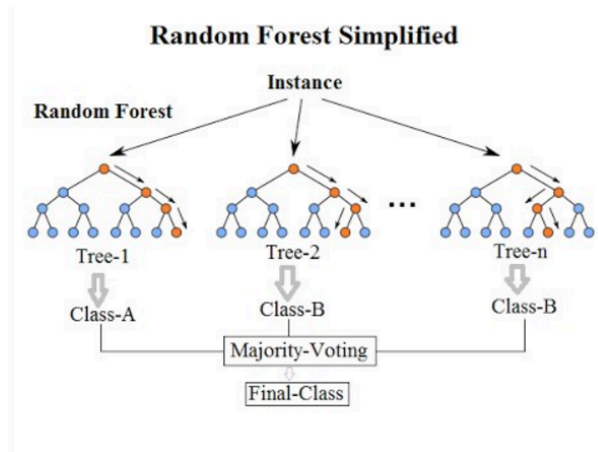 Random Forest Simplified
Instance
Random Forest
...
Tree-1
Tree-2
Tree-n
Class-A
Class-B
Class-B
Majority-Voting
Final-Class